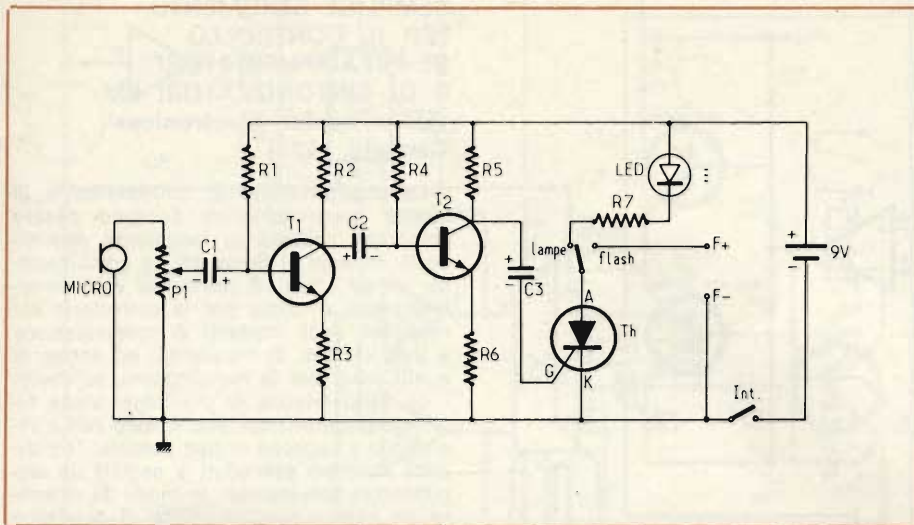 R1
R2
R4
R5
LED
R7
T1
C2
+ -
T2
lampe
flash
F+
+
9V
-
MICRO
P1
C1
- +
+
-
C3
F-
A
Th
G
K
R3
R6
Int.